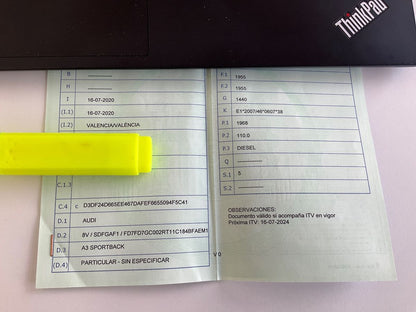 ThinkPad
B
H
I 16-07-2020
(I.1) 16-07-2020
(I.2) VALENCIA/VALÈNCIA
C.1.3
C.4 c D3DF24D665EE467DAFEF6655094F5C41
D.1 AUDI
D.2 8V / SDFGAF1 / FD7FD7GC002RT11C184BFAEM1
D.3 A3 SPORTBACK
(D.4) PARTICULAR - SIN ESPECIFICAR
V 0
F.1 1955
F.2 1955
G 1440
K E1*2007/46*0607*38
P.1 1968
P.2 110.0
P.3 DIESEL
Q
S.1 5
S.2
OBSERVACIONES:
Documento válido si acompaña ITV en vigor
Próxima ITV: 16-07-2024